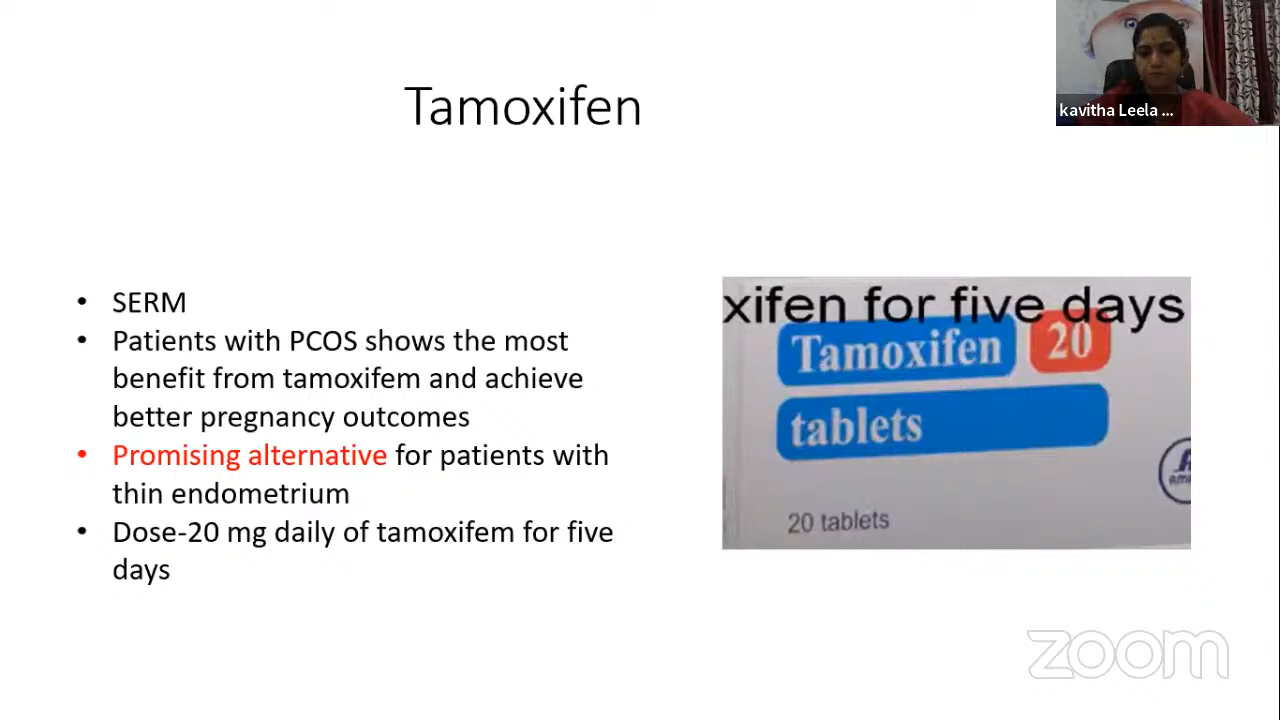 Tamoxifen
kavitha Leela ...
• SERM
• Patients with PCOS shows the most
benefit from tamoxifem and achieve
better pregnancy outcomes
• Promising alternative for patients with
thin endometrium
• Dose-20 mg daily of tamoxifem for five
days
xifen for five days
Tamoxifen 20
tablets
20 tablets
zoom